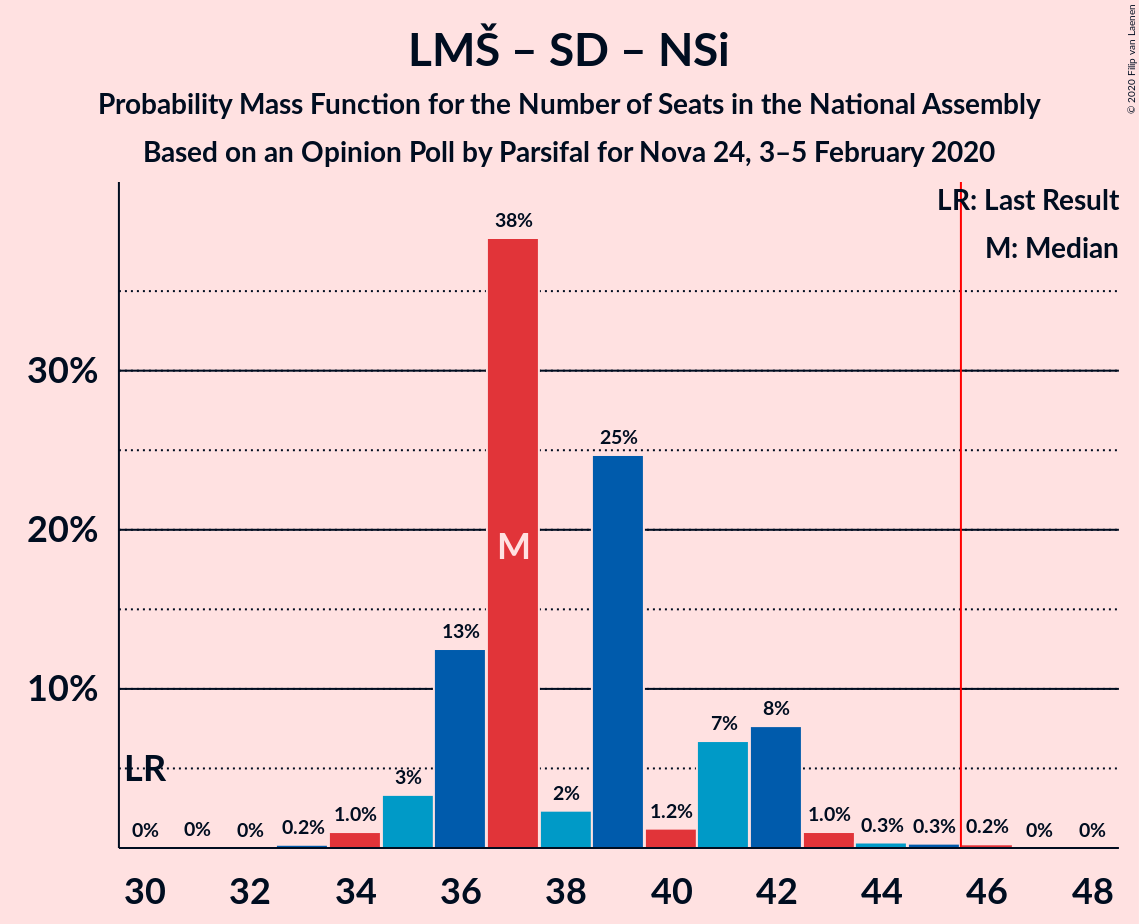 LMŠ – SD – NSi
Probability Mass Function for the Number of Seats in the National Assembly
Based on an Opinion Poll by Parsifal for Nova 24, 3–5 February 2020
© 2020 Filip van Laenen
LR: Last Result
M: Median
38%
30%
25%
20%
M
13%
10%
8%
7%
LR
3%
2%
1.2%
1.0%
1.0%
0% 0% 0% 0.2% 0.3% 0.3% 0.2% 0% 0%
30 32 34 36 38 40 42 44 46 48